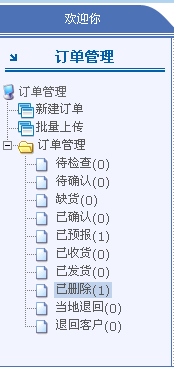 欢迎你
订单管理
订单管理
新建订单
批量上传
订单管理
待检查(0)
待确认(0)
缺货(0)
已确认(0)
已预报(1)
已收货(0)
已发货(0)
已删除(1)
当地退回(0)
退回客户(0)